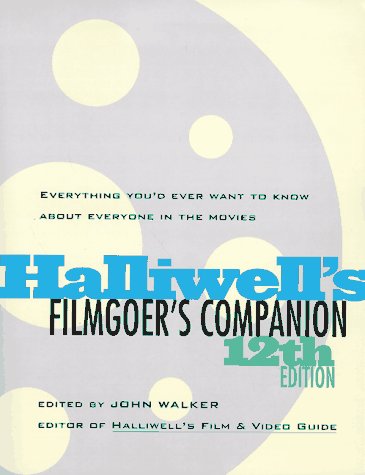 EVERYTHING YOU'D EVER WANT TO KNOW
ABOUT EVERYONE IN THE MOVIES
Halliwell's
FILMGOER'S COMPANION
12th
EDITION
EDITED BY JOHN WALKER
EDITOR OF HALLIWELL'S FILM & VIDEO GUIDE